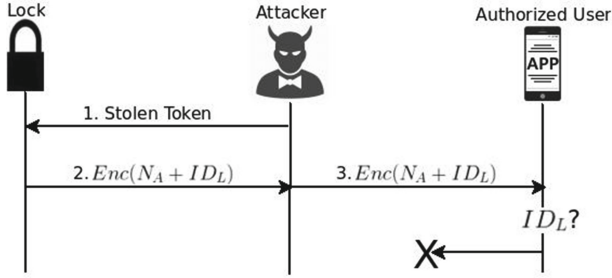 Lock
Attacker
Authorized User
APP
1. Stolen Token
2. Enc(N_A + ID_L)
3. Enc(N_A + ID_L)
ID_L?
X